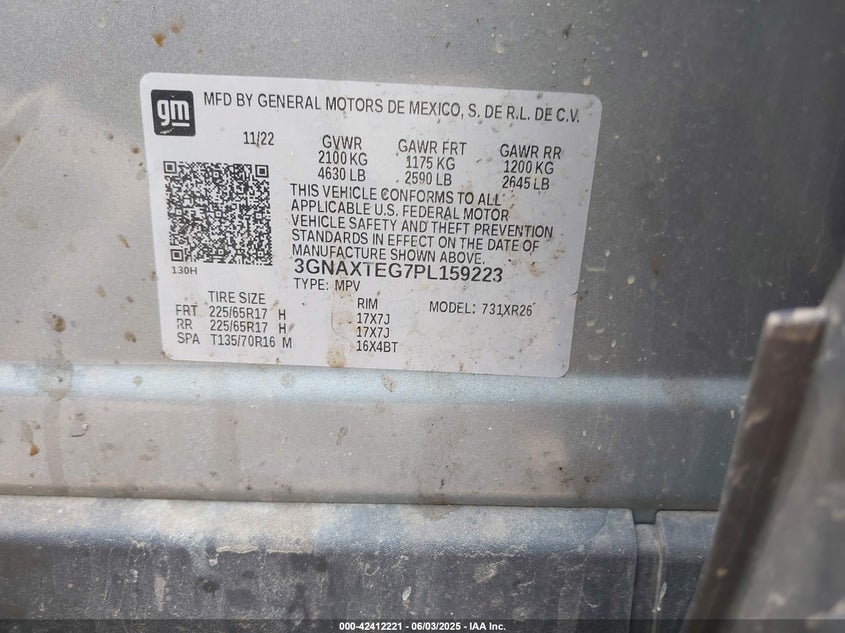 gm
MFD BY GENERAL MOTORS DE MEXICO, S. DE R.L. DE C.V.
11/22 GVWR GAWR FRT GAWR RR
2100 KG 1175 KG 1200 KG
4630 LB 2590 LB 2645 LB
THIS VEHICLE CONFORMS TO ALL
APPLICABLE U.S. FEDERAL MOTOR
VEHICLE SAFETY AND THEFT PREVENTION
STANDARDS IN EFFECT ON THE DATE OF
MANUFACTURE SHOWN ABOVE.
130H
3GNAXTEG7PL159223
TYPE: MPV
TIRE SIZE RIM MODEL: 731XR26
FRT 225/65R17 H 17X7J
RR 225/65R17 H 17X7J
SPA T135/70R16 M 16X4BT
000-42412221 - 06/03/2025 - IAA Inc.